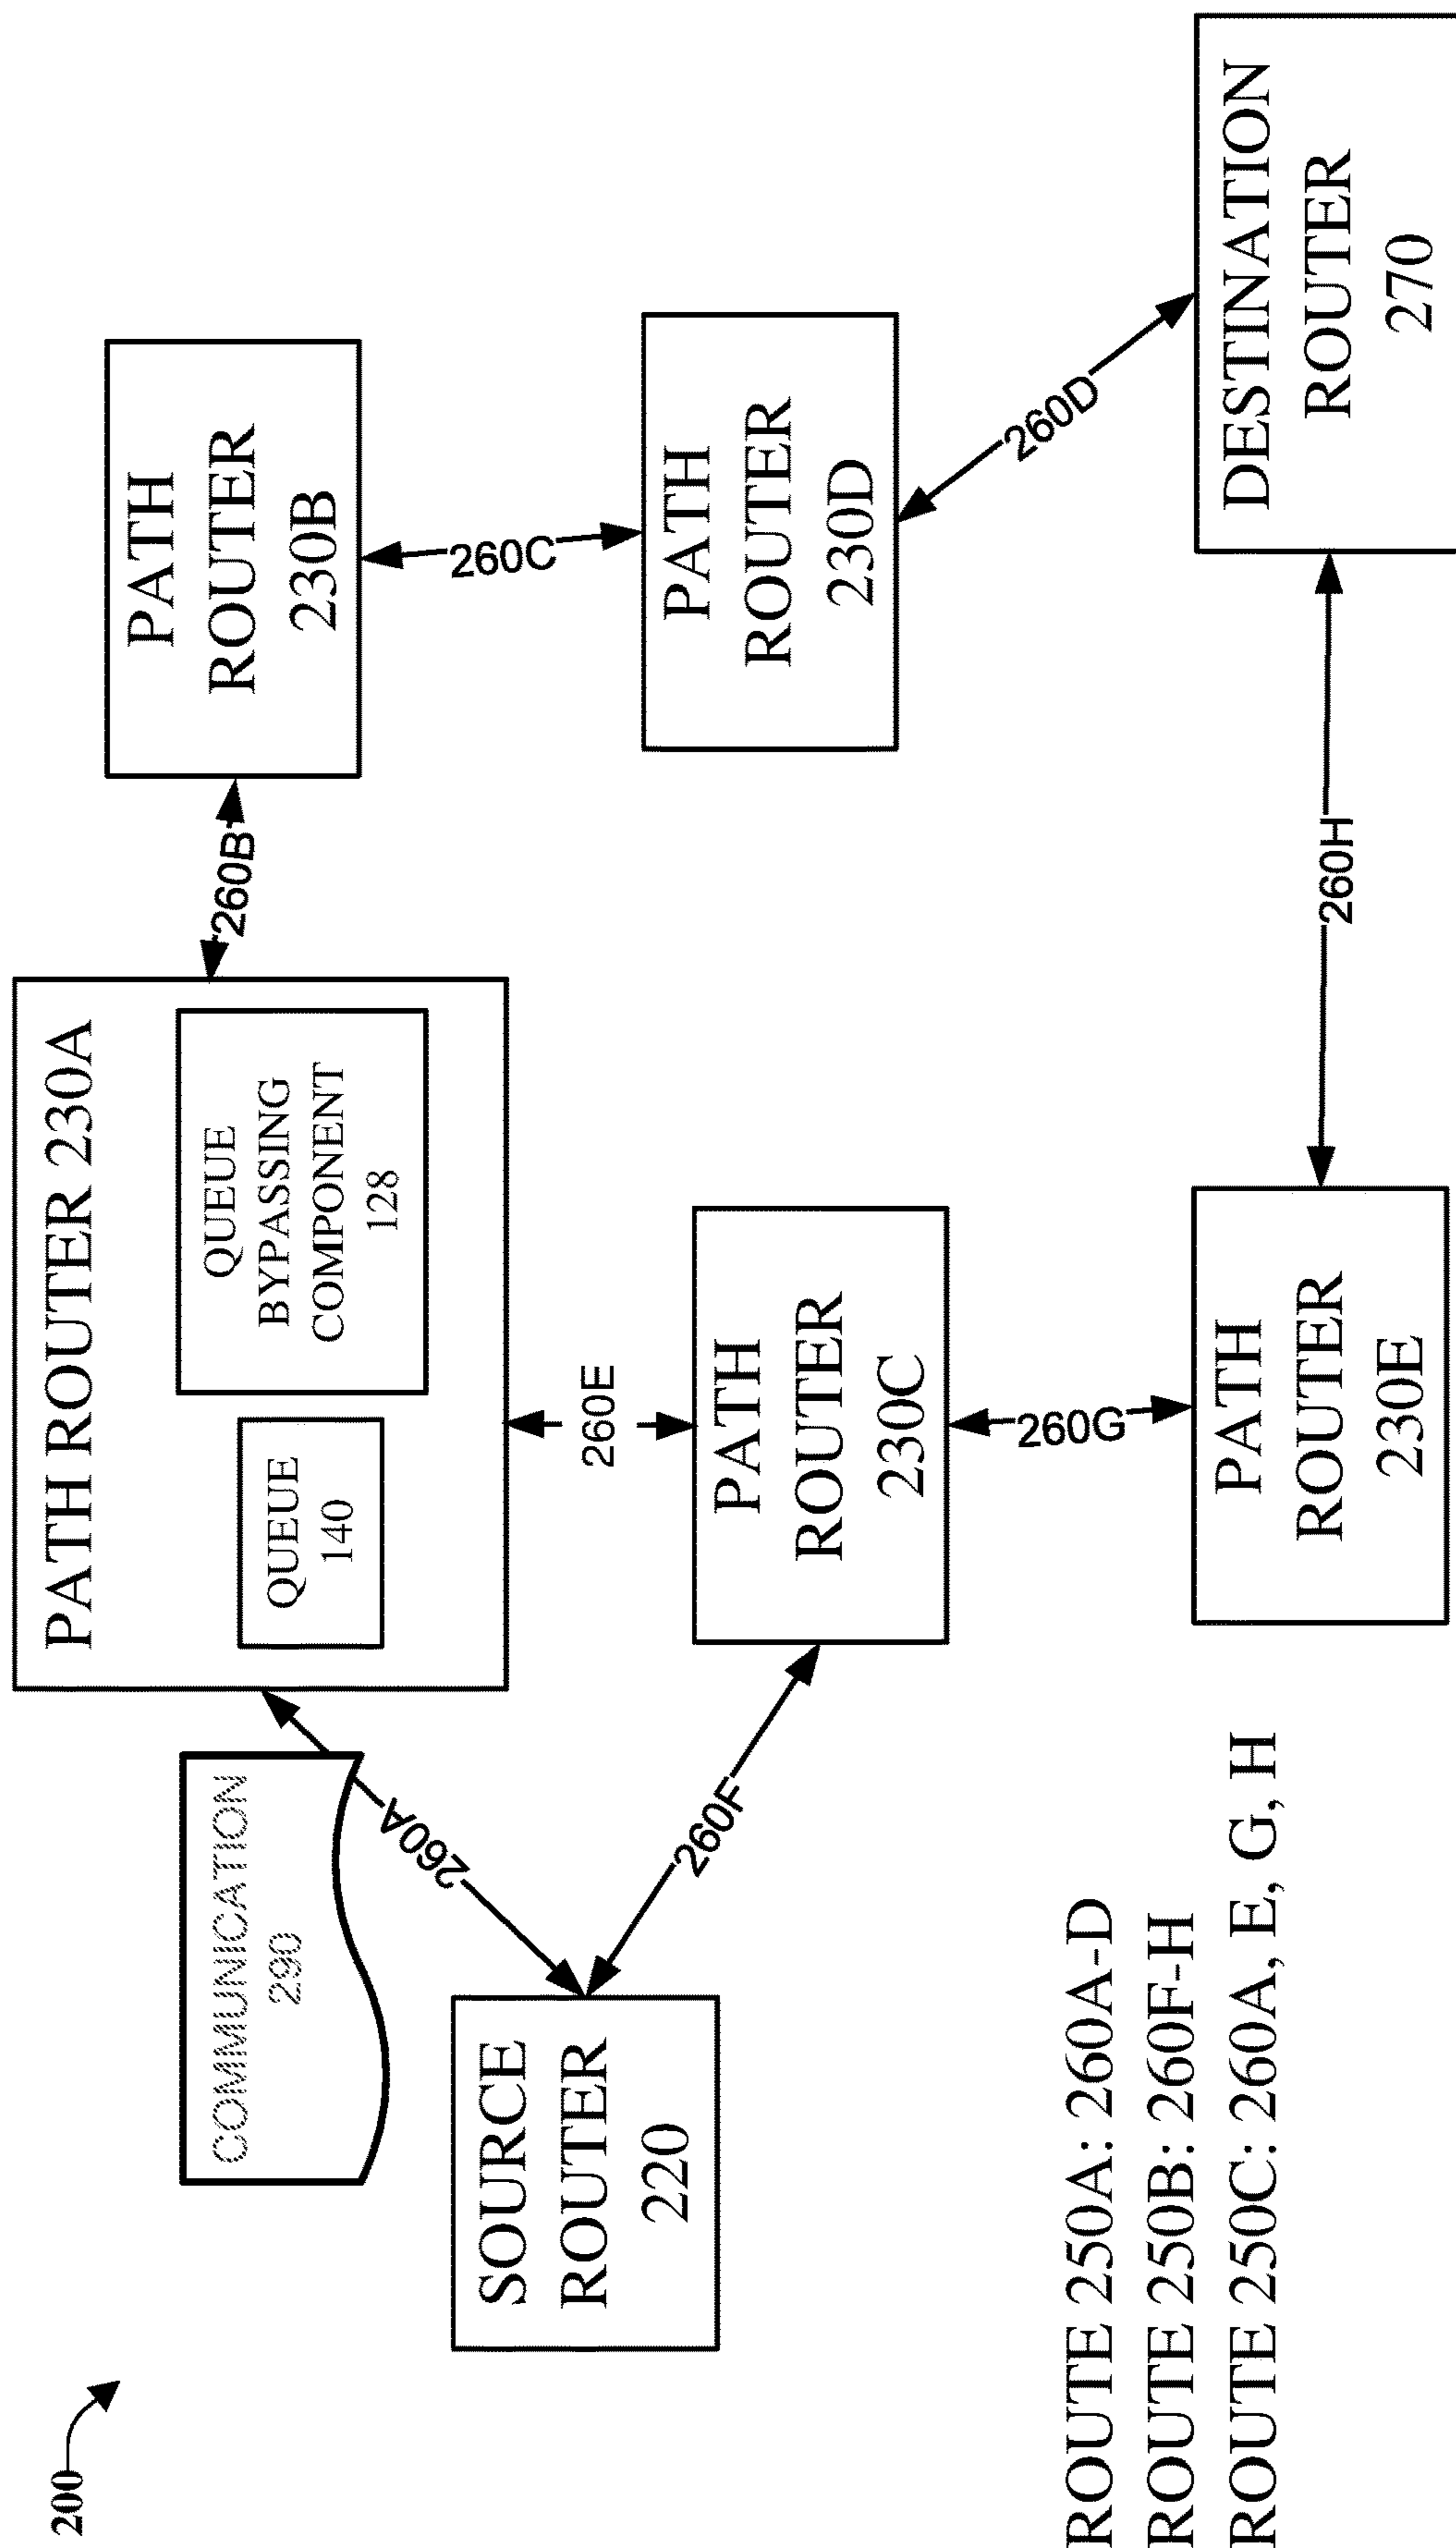 200
COMMUNICATION
290
PATH ROUTER 230A
QUEUE
140
QUEUE
BYPASSING
COMPONENT
128
260B
PATH
ROUTER
230B
260A
260E
260C
SOURCE
ROUTER
220
260F
PATH
ROUTER
230C
PATH
ROUTER
230D
260G
260D
PATH
ROUTER
230E
260H
DESTINATION
ROUTER
270
ROUTE 250A: 260A-D
ROUTE 250B: 260F-H
ROUTE 250C: 260A, E, G, H